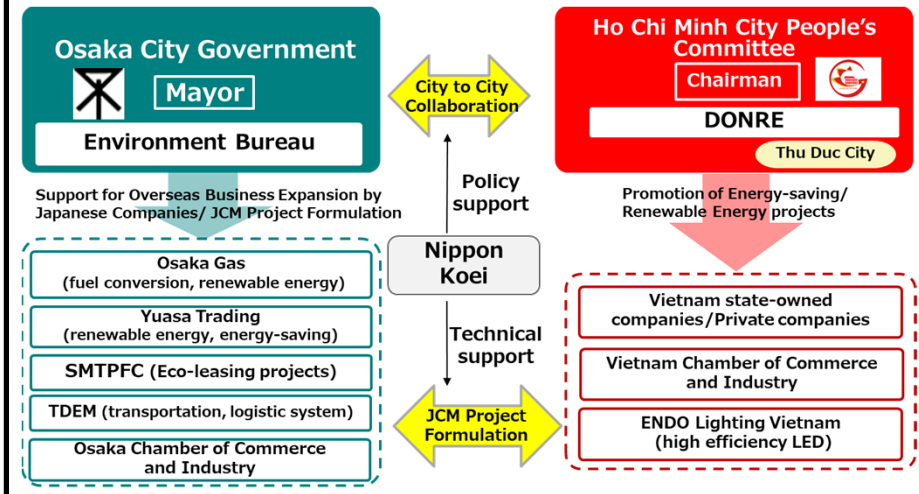 Osaka City Government
Mayor
Environment Bureau
City to City
Collaboration
Ho Chi Minh City People's
Committee
Chairman
DONRE
Thu Duc City
Support for Overseas Business Expansion by
Japanese Companies/ JCM Project Formulation
Policy
support
Promotion of Energy-saving/
Renewable Energy projects
Nippon
Koei
Technical
support
Osaka Gas
(fuel conversion, renewable energy)
Yuasa Trading
(renewable energy, energy-saving)
SMTPFC (Eco-leasing projects)
TDEM (transportation, logistic system)
Osaka Chamber of Commerce
and Industry
JCM Project
Formulation
Vietnam state-owned
companies/Private companies
Vietnam Chamber of Commerce
and Industry
ENDO Lighting Vietnam
(high efficiency LED)